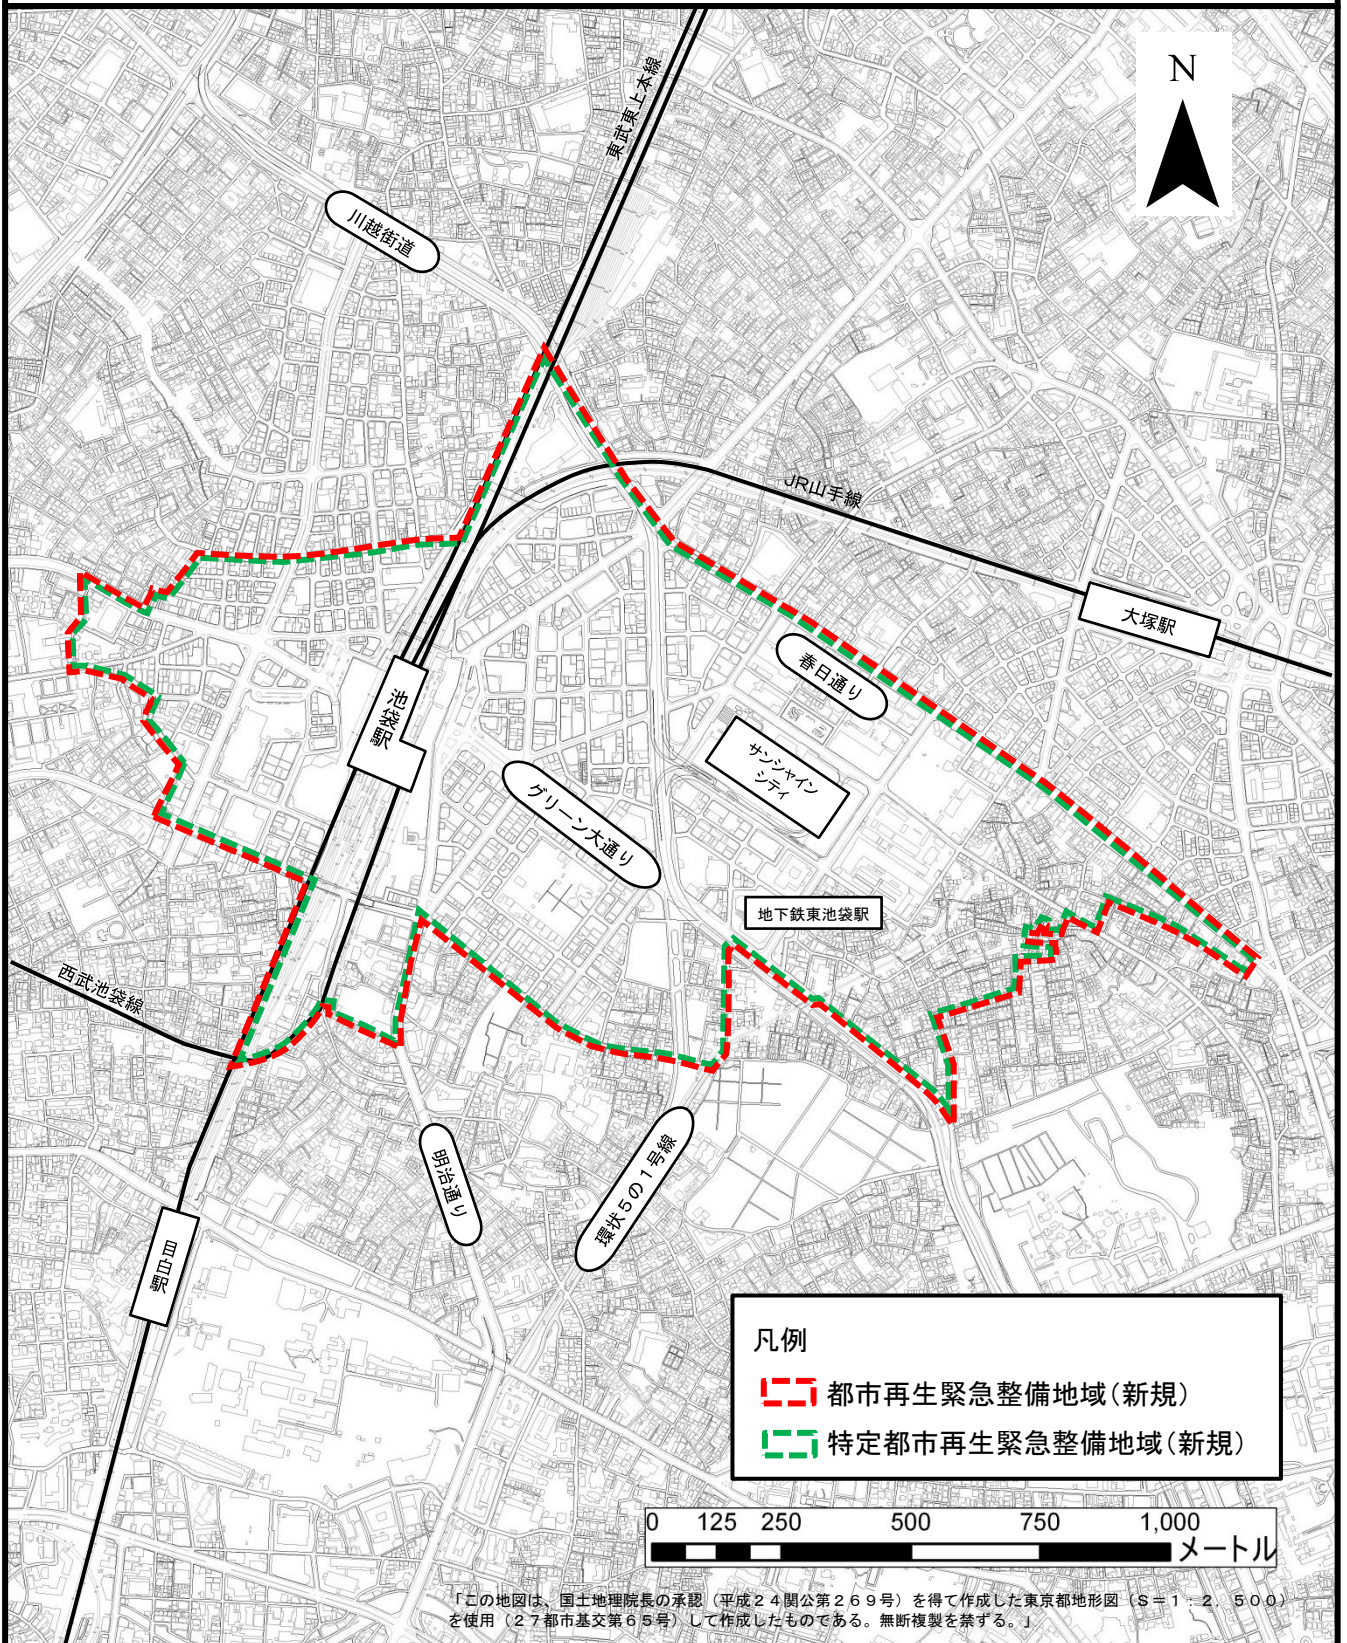 N
東武東上本線
川越街道
JR山手線
大塚駅
春日通り
池袋駅
サンシャイン
シティ
グリーン大通り
地下鉄東池袋駅
西武池袋線
明治通り
環状5の1号線
目白駅
凡例
都市再生緊急整備地域(新規)
特定都市再生緊急整備地域(新規)
0 125 250 500 750 1,000
メートル
「この地図は、国土地理院長の承認(平成24関公第269号)を得て作成した東京都地形図(S=1:2,500)
を使用(27都市基交第65号)して作成したものである。無断複製を禁ずる。」